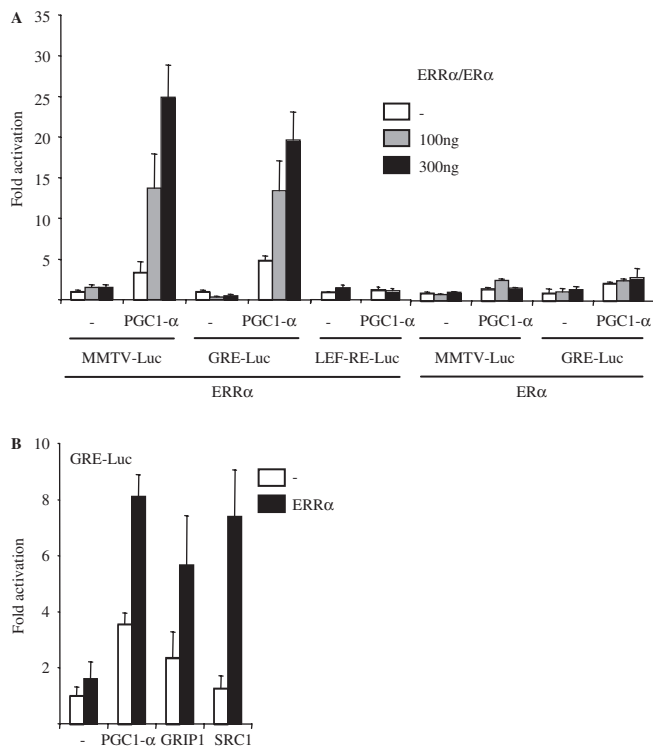 A
35
30
25
20
15
10
5
Fold activation
ERRα/ERα
-
100ng
300ng
- PGC1-α - PGC1-α - PGC1-α - PGC1-α - PGC1-α
MMTV-Luc GRE-Luc LEF-RE-Luc MMTV-Luc GRE-Luc
ERRα ERα
B
10
8
6
4
2
Fold activation
GRE-Luc
-
ERRα
- PGC1-α GRIP1 SRC1